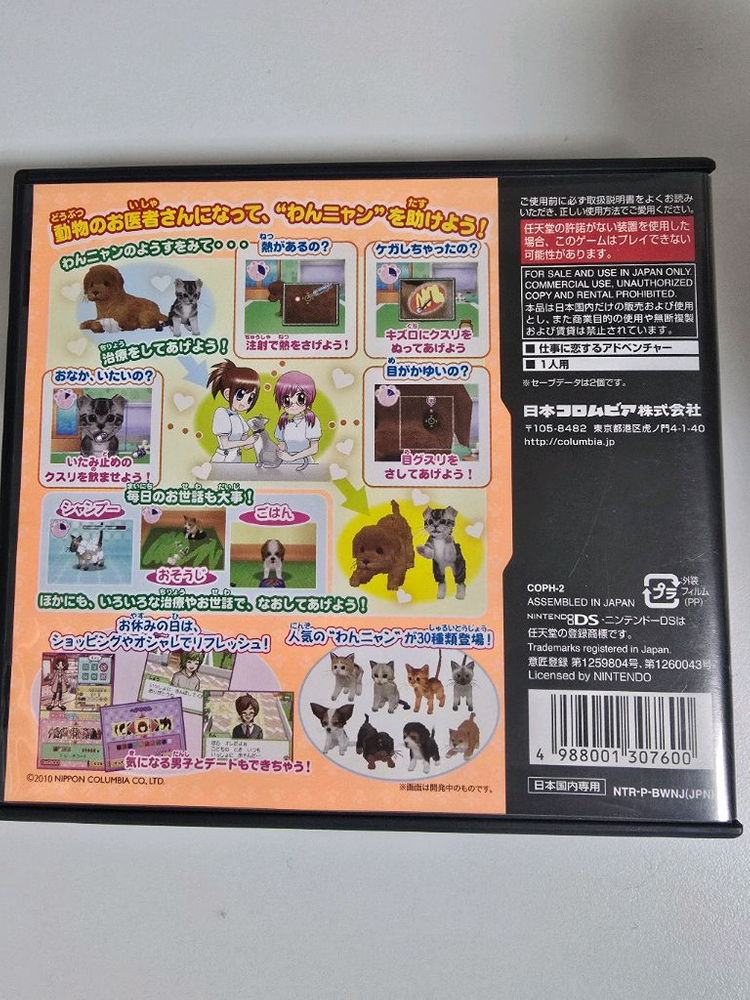 動物のお医者さんになって、“わんニャン”を助けよう!
わんニャンのようすをみて・・・
治療をしてあげよう!
熱があるの?
注射で熱をさげよう!
ケガしちゃったの?
キズ口にクスリを
ぬってあげよう
おなか、いたいの?
いたみ止めの
クスリを飲ませよう!
目がかゆいの?
目グスリを
さしてあげよう!
毎日のお世話も大事!
シャンプー
おそうじ
ごはん
ほかにも、いろいろな治療やお世話で、なおしてあげよう!
お休みの日は、
ショッピングやオシャレでリフレッシュ!
気になる男子とデートもできちゃう!
人気の“わんニャン”が30種類登場!
©2010 NIPPON COLUMBIA CO., LTD.
※画面は開発中のものです。
ご使用前に必ず取扱説明書をよくお読み
いただき、正しい使用方法でご愛用ください。
任天堂の許諾がない装置を使用した
場合、このゲームはプレイできない
可能性があります。
FOR SALE AND USE IN JAPAN ONLY.
COMMERCIAL USE, UNAUTHORIZED
COPY AND RENTAL PROHIBITED.
本品は日本国内だけの販売および使用
とし、また商業目的の使用や無断複製
および賃貸は禁止されています。
■ 仕事に恋するアドベンチャー
■ 1人用
※セーブデータは2個です。
日本コロムビア株式会社
〒105-8482 東京都港区虎ノ門4-1-40
http://columbia.jp
COPH-2
ASSEMBLED IN JAPAN
プラ
外装
フィルム
(PP)
NINTENDO DS・ニンテンドーDSは
任天堂の登録商標です。
Trademarks registered in Japan.
意匠登録 第1259804号、第1260043号
Licensed by NINTENDO
4 988001 307600
日本国内専用
NTR-P-BWNJ(JPN)